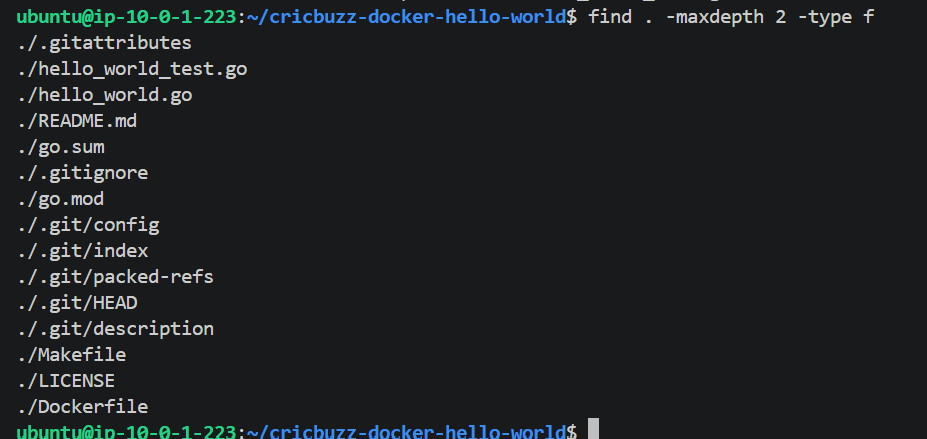 ubuntu@ip-10-0-1-223:~/cricbuzz-docker-hello-world$ find . -maxdepth 2 -type f
./.gitattributes
./hello_world_test.go
./hello_world.go
./README.md
./go.sum
./.gitignore
./go.mod
./.git/config
./.git/index
./.git/packed-refs
./.git/HEAD
./.git/description
./Makefile
./LICENSE
./Dockerfile
ubuntu@ip-10-0-1-223:~/cricbuzz-docker-hello-world$